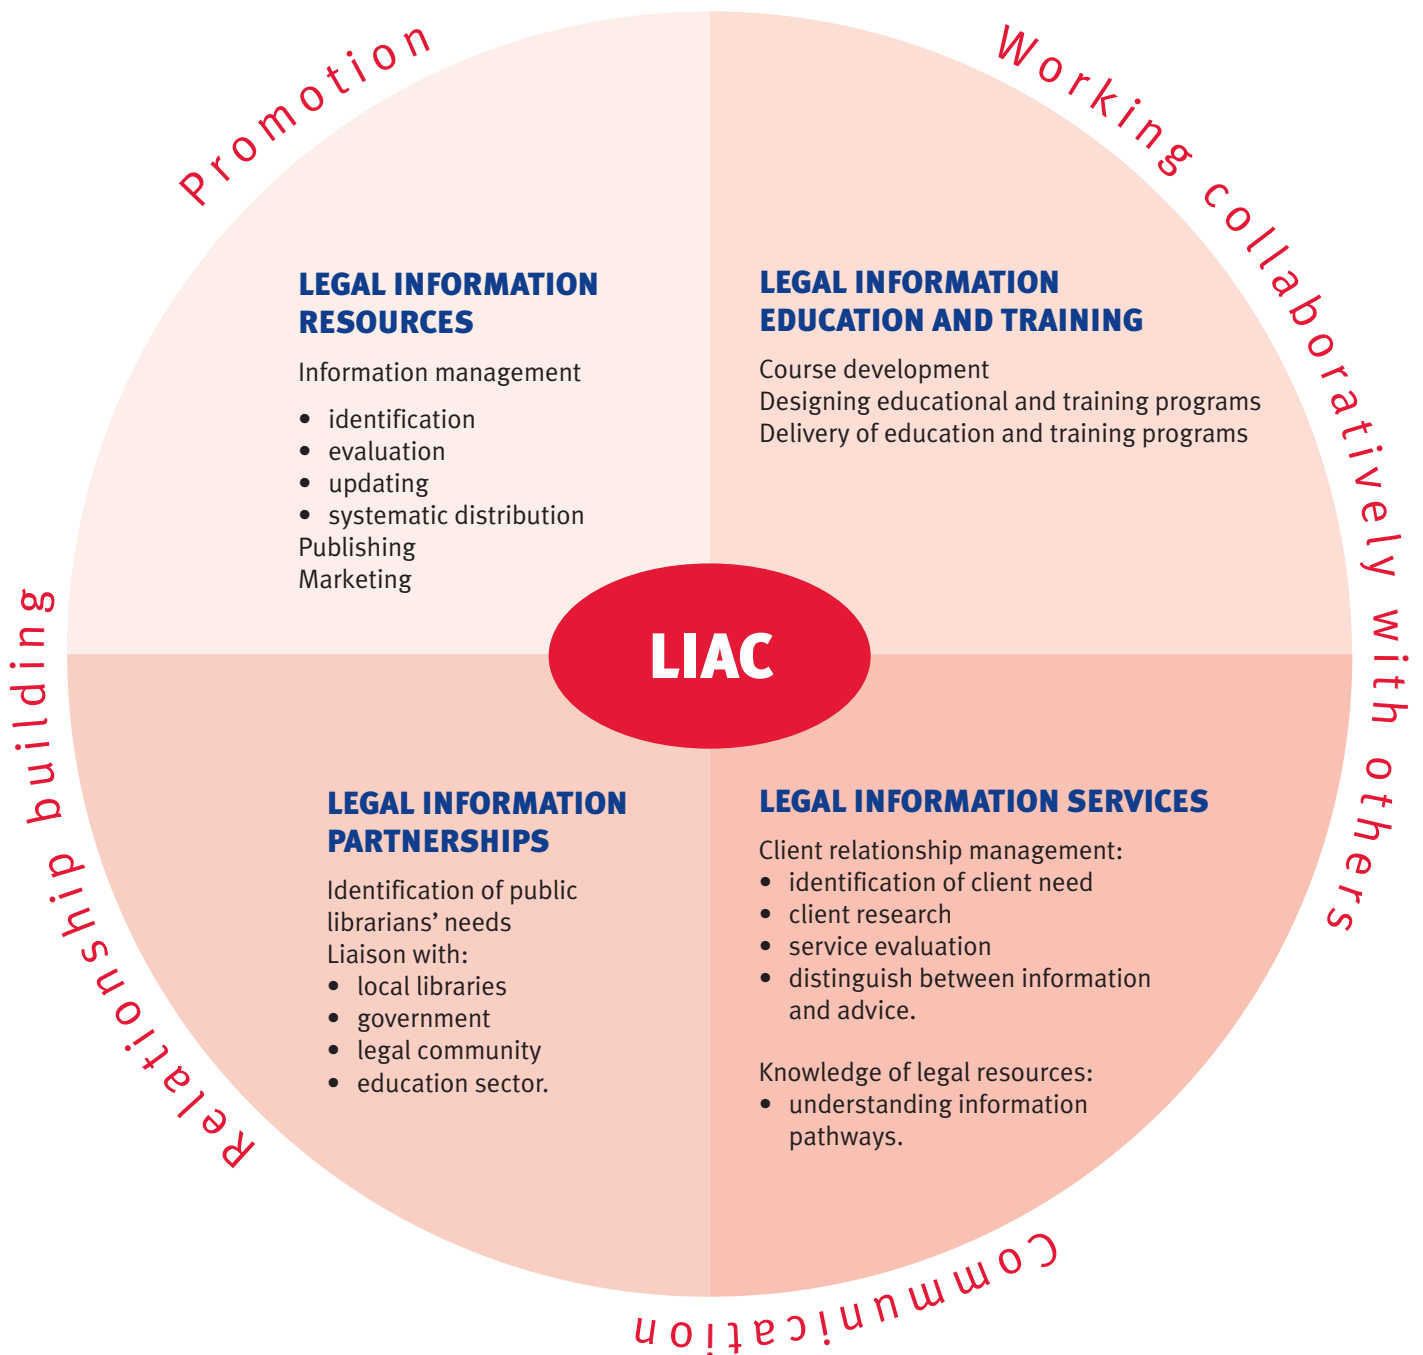 Promotion
Working collaboratively with others
LEGAL INFORMATION
RESOURCES
Information management
• identification
• evaluation
• updating
• systematic distribution
Publishing
Marketing
LEGAL INFORMATION
EDUCATION AND TRAINING
Course development
Designing educational and training programs
Delivery of education and training programs
LIAC
LEGAL INFORMATION
PARTNERSHIPS
Identification of public
librarians’ needs
Liaison with:
• local libraries
• government
• legal community
• education sector.
LEGAL INFORMATION SERVICES
Client relationship management:
• identification of client need
• client research
• service evaluation
• distinguish between information
and advice.
Knowledge of legal resources:
• understanding information
pathways.
Relationship building
Communication